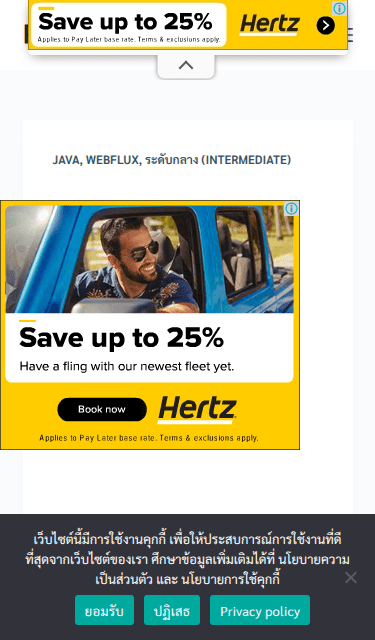 Save up to 25%
Applies to Pay Later base rate. Terms & exclusions apply.
Hertz
JAVA, WEBFLUX, ระดับกลาง (INTERMEDIATE)
Save up to 25%
Have a fling with our newest fleet yet.
Book now
Hertz
Applies to Pay Later base rate. Terms & exclusions apply.
เว็บไซต์นี้มีการใช้งานคุกกี้ เพื่อให้ประสบการณ์การใช้งานที่ดี
ที่สุดจากเว็บไซต์ของเรา ศึกษาข้อมูลเพิ่มเติมได้ที่ นโยบายความ
เป็นส่วนตัว และ นโยบายการใช้คุกกี้
ยอมรับ
ปฏิเสธ
Privacy policy